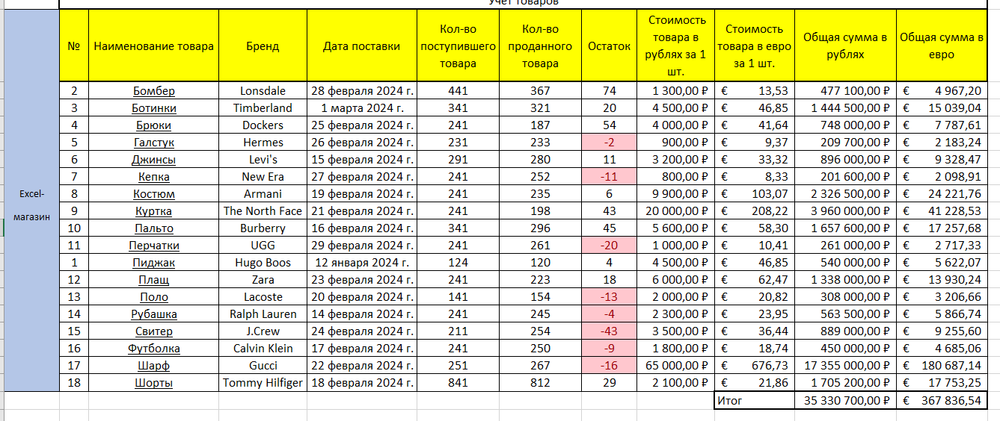 Учет товаров
№ Наименование товара Бренд Дата поставки Кол-во поступившего товара Кол-во проданного товара Остаток Стоимость товара в рублях за 1 шт. Стоимость товара в евро за 1 шт. Общая сумма в рублях Общая сумма в евро
Excel-
магазин
2 Бомбер Lonsdale 28 февраля 2024 г. 441 367 74 1 300,00 ₽ € 13,53 477 100,00 ₽ € 4 967,20
3 Ботинки Timberland 1 марта 2024 г. 341 321 20 4 500,00 ₽ € 46,85 1 444 500,00 ₽ € 15 039,04
4 Брюки Dockers 25 февраля 2024 г. 241 187 54 4 000,00 ₽ € 41,64 748 000,00 ₽ € 7 787,61
5 Галстук Hermes 26 февраля 2024 г. 231 233 -2 900,00 ₽ € 9,37 209 700,00 ₽ € 2 183,24
6 Джинсы Levi's 15 февраля 2024 г. 291 280 11 3 200,00 ₽ € 33,32 896 000,00 ₽ € 9 328,47
7 Кепка New Era 27 февраля 2024 г. 241 252 -11 800,00 ₽ € 8,33 201 600,00 ₽ € 2 098,91
8 Костюм Armani 19 февраля 2024 г. 241 235 6 9 900,00 ₽ € 103,07 2 326 500,00 ₽ € 24 221,76
9 Куртка The North Face 21 февраля 2024 г. 241 198 43 20 000,00 ₽ € 208,22 3 960 000,00 ₽ € 41 228,53
10 Пальто Burberry 16 февраля 2024 г. 341 296 45 5 600,00 ₽ € 58,30 1 657 600,00 ₽ € 17 257,68
11 Перчатки UGG 29 февраля 2024 г. 241 261 -20 1 000,00 ₽ € 10,41 261 000,00 ₽ € 2 717,33
1 Пиджак Hugo Boos 12 января 2024 г. 124 120 4 4 500,00 ₽ € 46,85 540 000,00 ₽ € 5 622,07
12 Плащ Zara 23 февраля 2024 г. 241 223 18 6 000,00 ₽ € 62,47 1 338 000,00 ₽ € 13 930,24
13 Поло Lacoste 20 февраля 2024 г. 141 154 -13 2 000,00 ₽ € 20,82 308 000,00 ₽ € 3 206,66
14 Рубашка Ralph Lauren 14 февраля 2024 г. 241 245 -4 2 300,00 ₽ € 23,95 563 500,00 ₽ € 5 866,74
15 Свитер J.Crew 24 февраля 2024 г. 211 254 -43 3 500,00 ₽ € 36,44 889 000,00 ₽ € 9 255,60
16 Футболка Calvin Klein 17 февраля 2024 г. 241 250 -9 1 800,00 ₽ € 18,74 450 000,00 ₽ € 4 685,06
17 Шарф Gucci 22 февраля 2024 г. 251 267 -16 65 000,00 ₽ € 676,73 17 355 000,00 ₽ € 180 687,14
18 Шорты Tommy Hilfiger 18 февраля 2024 г. 841 812 29 2 100,00 ₽ € 21,86 1 705 200,00 ₽ € 17 753,25
Итог 35 330 700,00 ₽ € 367 836,54